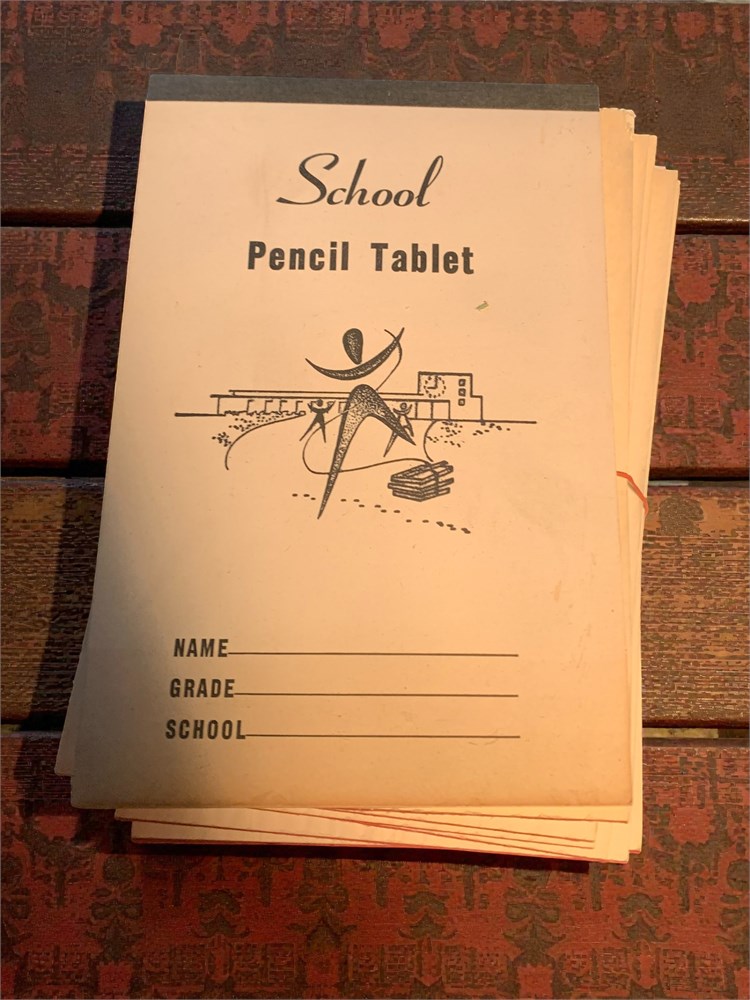 School
Pencil Tablet
NAME
GRADE
SCHOOL